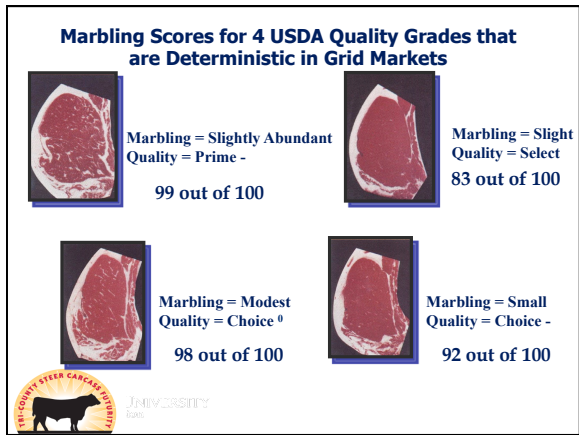 Marbling Scores for 4 USDA Quality Grades that
are Deterministic in Grid Markets
Marbling = Slightly Abundant
Quality = Prime -
99 out of 100
Marbling = Slight
Quality = Select
83 out of 100
Marbling = Modest
Quality = Choice ⁰
98 out of 100
Marbling = Small
Quality = Choice -
92 out of 100
TRI-COUNTY STEER CARCASS FUTURITY
UNIVERSITY